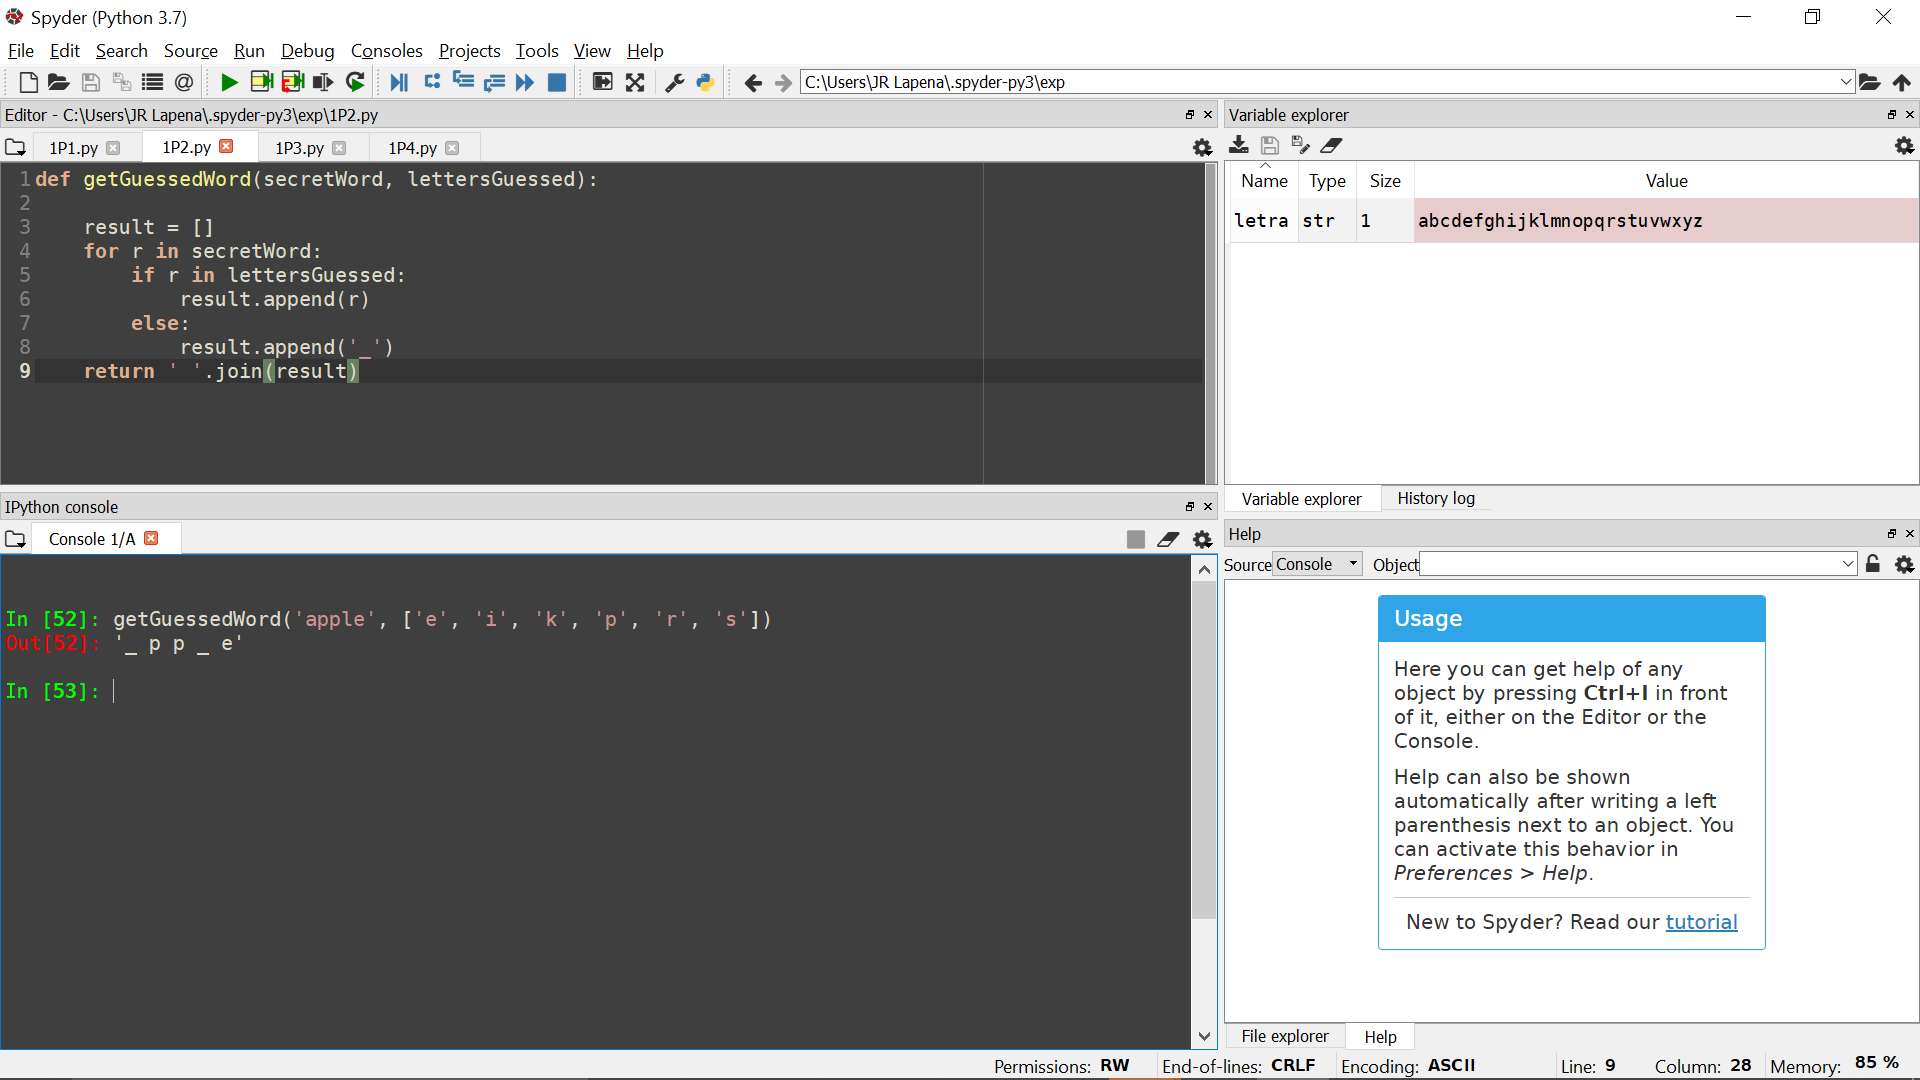 Spyder (Python 3.7)
File Edit Search Source Run Debug Consoles Projects Tools View Help
C:\Users\JR Lapena\.spyder-py3\exp
Editor - C:\Users\JR Lapena\.spyder-py3\exp\1P2.py
1P1.py 1P2.py 1P3.py 1P4.py
1 def getGuessedWord(secretWord, lettersGuessed):
2
3     result = []
4     for r in secretWord:
5         if r in lettersGuessed:
6             result.append(r)
7         else:
8             result.append('_')
9     return ' '.join(result)
IPython console
Console 1/A
In [52]: getGuessedWord('apple', ['e', 'i', 'k', 'p', 'r', 's'])
Out[52]: '_ p p _ e'
In [53]:
Variable explorer
Name Type Size Value
letra str 1 abcdefghijklmnopqrstuvwxyz
Variable explorer History log
Help
Source Console Object
Usage
Here you can get help of any
object by pressing Ctrl+I in front
of it, either on the Editor or the
Console.
Help can also be shown
automatically after writing a left
parenthesis next to an object. You
can activate this behavior in
Preferences > Help.
New to Spyder? Read our tutorial
File explorer Help
Permissions: RW End-of-lines: CRLF Encoding: ASCII Line: 9 Column: 28 Memory: 85 %